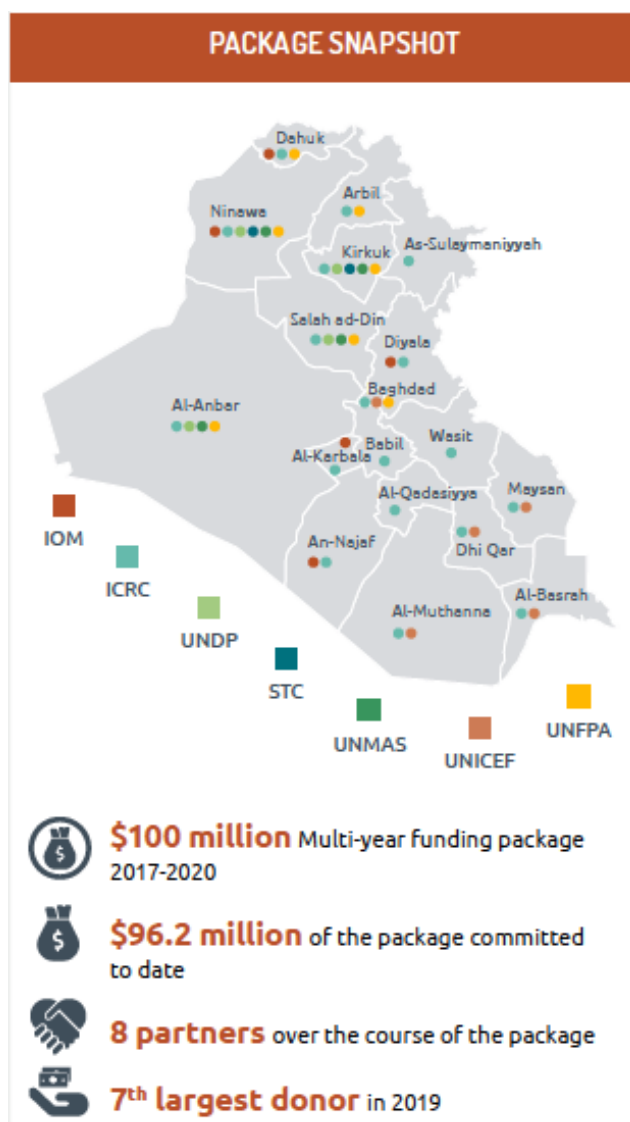 PACKAGE SNAPSHOT
Dahuk
Arbil
Ninawa
As-Sulaymaniyyah
Kirkuk
Salah ad-Din
Diyala
Baghdad
Al-Anbar
Wasit
Babil
Al-Karbala
Al-Qadasiyya
Maysan
An-Najaf
Dhi Qar
Al-Basrah
Al-Muthanna
IOM
ICRC
UNDP
STC
UNMAS
UNICEF
UNFPA
$
$100 million Multi-year funding package
2017-2020
$
$96.2 million of the package committed
to date
8 partners over the course of the package
7th largest donor in 2019